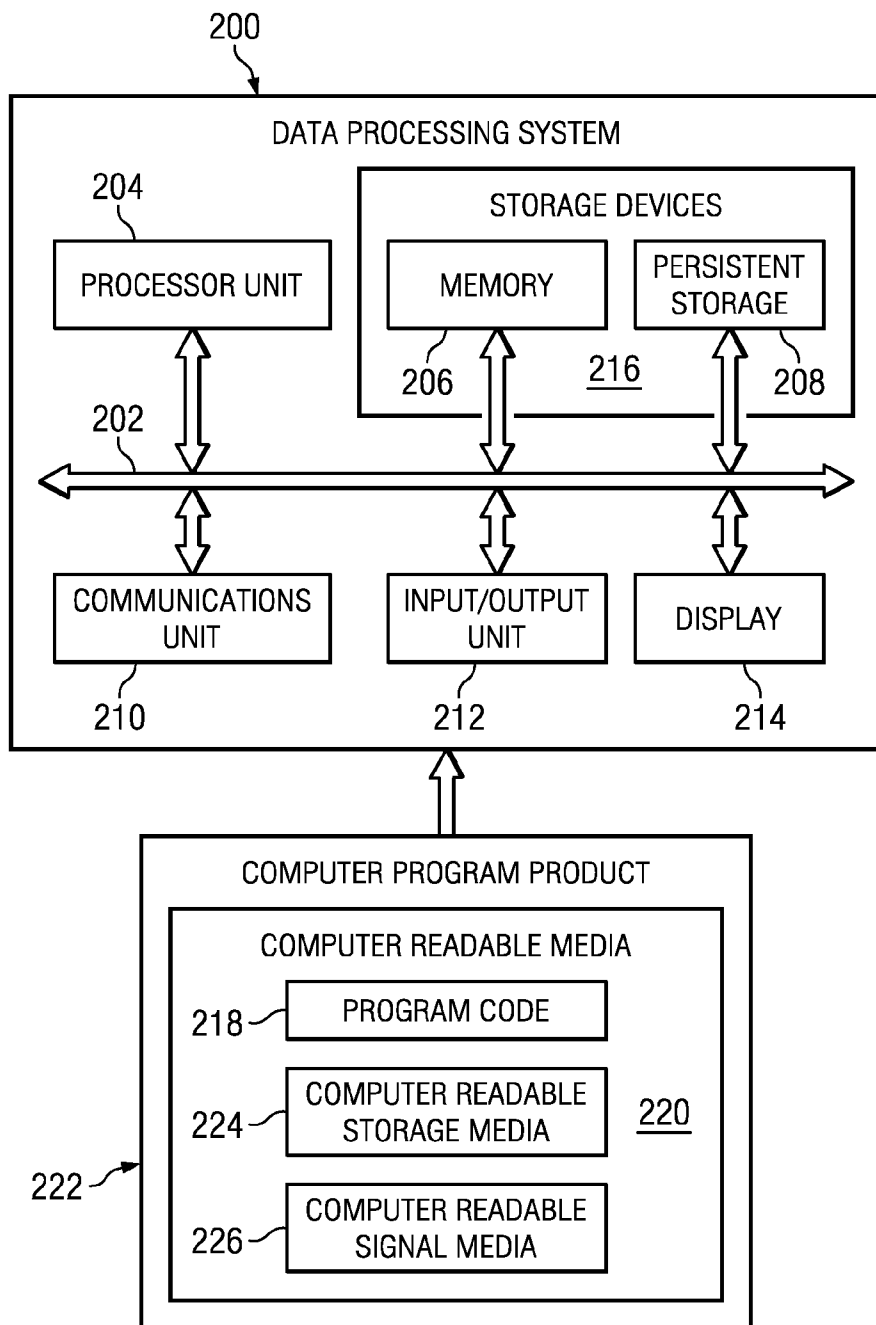 200
DATA PROCESSING SYSTEM
204
STORAGE DEVICES
PROCESSOR UNIT
MEMORY
PERSISTENT
STORAGE
206
216
208
202
COMMUNICATIONS
UNIT
INPUT/OUTPUT
UNIT
DISPLAY
210
212
214
COMPUTER PROGRAM PRODUCT
COMPUTER READABLE MEDIA
218
PROGRAM CODE
224
COMPUTER READABLE
STORAGE MEDIA
220
222
226
COMPUTER READABLE
SIGNAL MEDIA